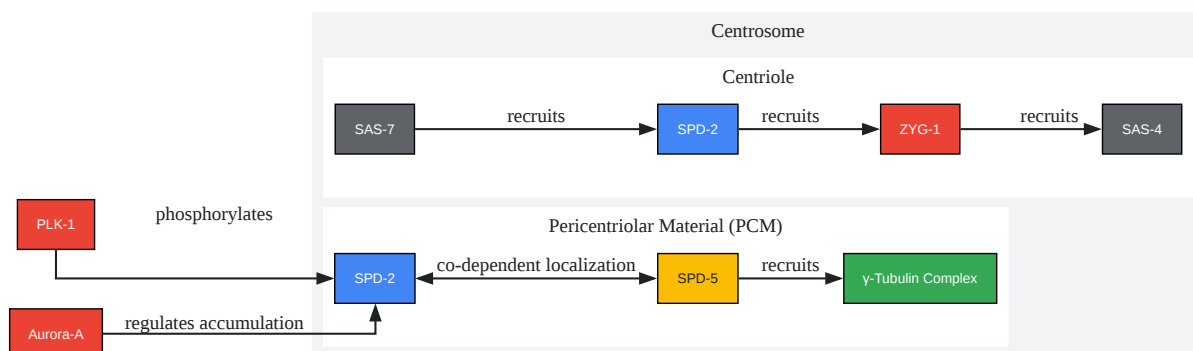 Centrosome
Centriole
SAS-7
recruits
SPD-2
recruits
ZYG-1
recruits
SAS-4
PLK-1
phosphorylates
Pericentriolar Material (PCM)
SPD-2
co-dependent localization
SPD-5
recruits
γ-Tubulin Complex
Aurora-A
regulates accumulation